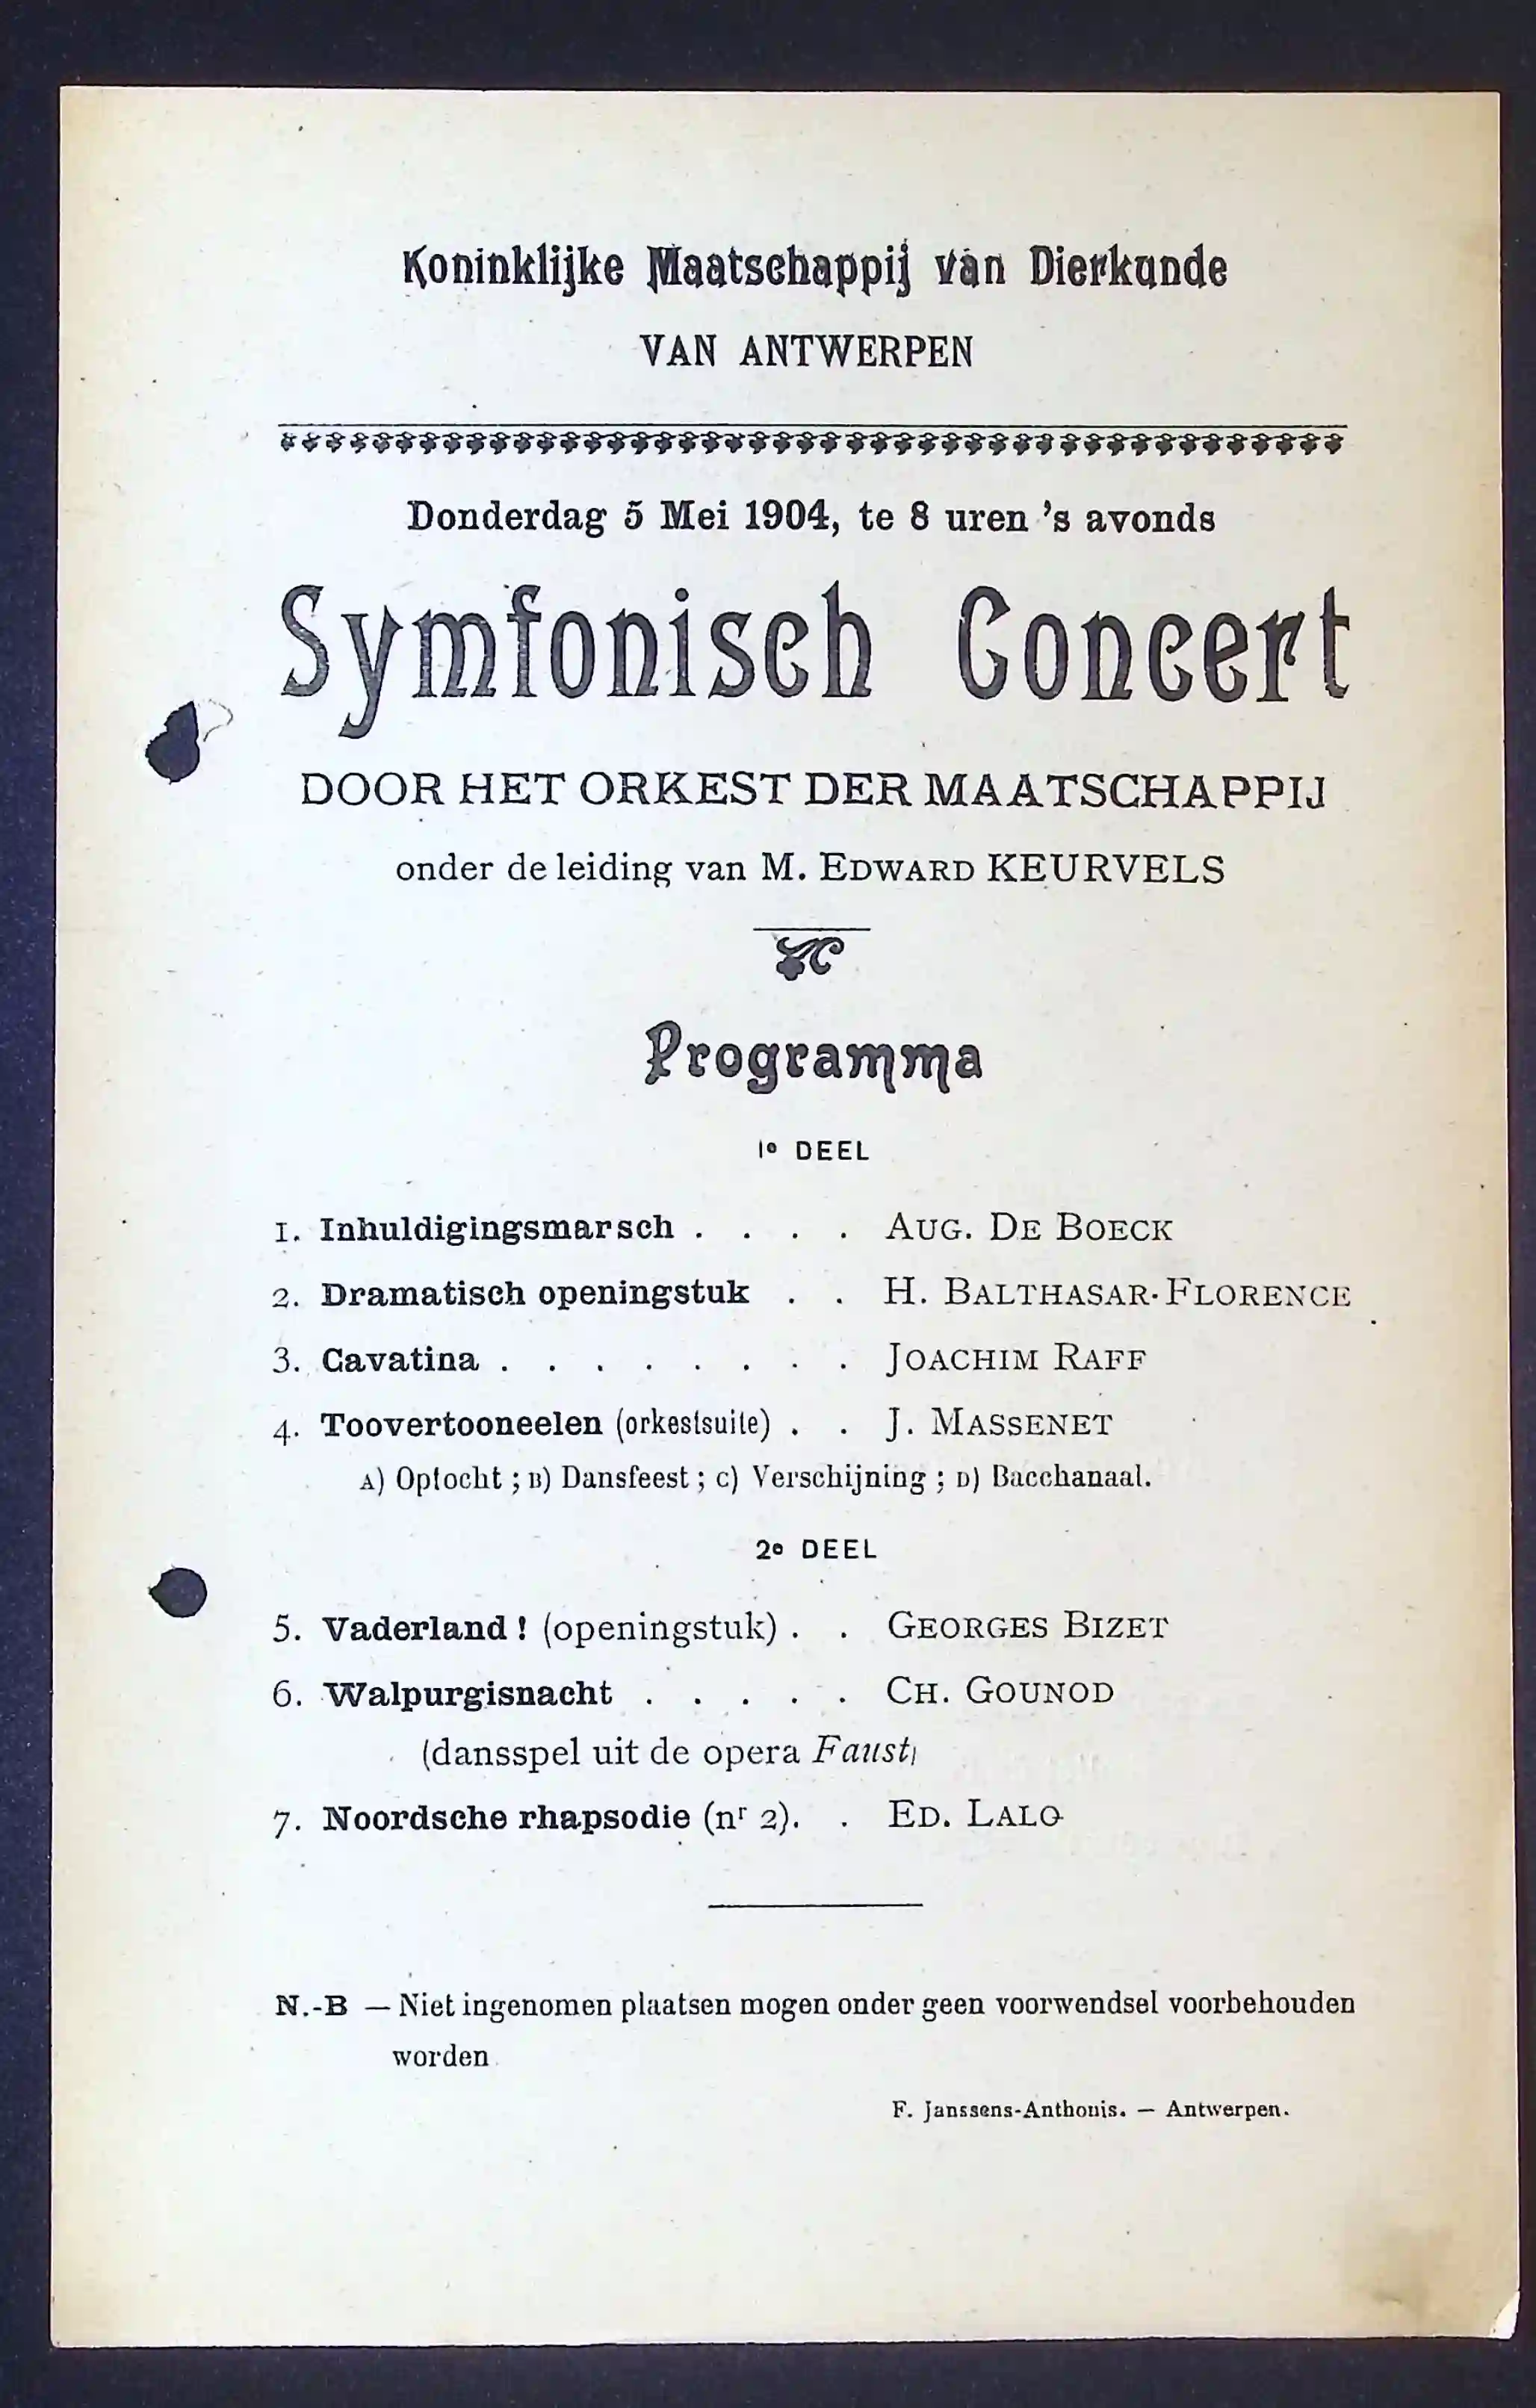 Koninklijke Maatschappij van Dierkunde
VAN ANTWERPEN
Donderdag 5 Mei 1904, te 8 uren 's avonds
Symfonisch Concert
DOOR HET ORKEST DER MAATSCHAPPIJ
onder de leiding van M. EDWARD KEURVELS
Programma
1e DEEL
1. Inhuldigingsmarsch . . . . AUG. DE BOECK
2. Dramatisch openingstuk . . H. BALTHASAR-FLORENCE
3. Cavatina . . . . . . . . JOACHIM RAFF
4. Toovertooneelen (orkestsuite) . . J. MASSENET
A) Optocht ; B) Dansfeest ; C) Verschijning ; D) Bacchanaal.
2e DEEL
5. Vaderland ! (openingstuk) . . GEORGES BIZET
6. Walpurgisnacht . . . . . CH. GOUNOD
(dansspel uit de opera Faust)
7. Noordsche rhapsodie (nr 2). . ED. LALO
N.-B — Niet ingenomen plaatsen mogen onder geen voorwendsel voorbehouden
worden
F. Janssens-Anthonis. — Antwerpen.